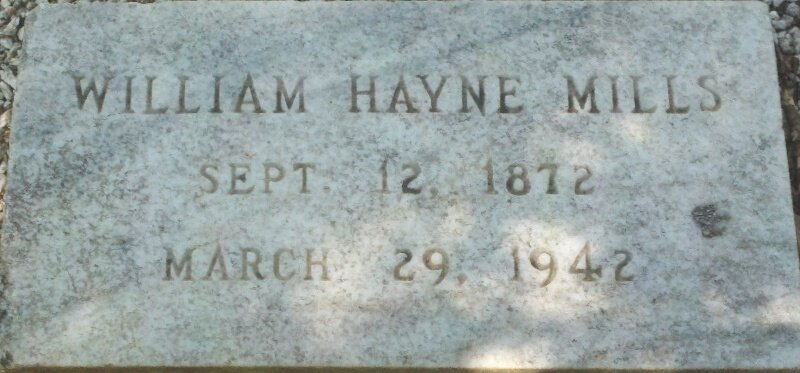 WILLIAM HAYNE MILLS
SEPT. 12, 1872
MARCH 29, 1942